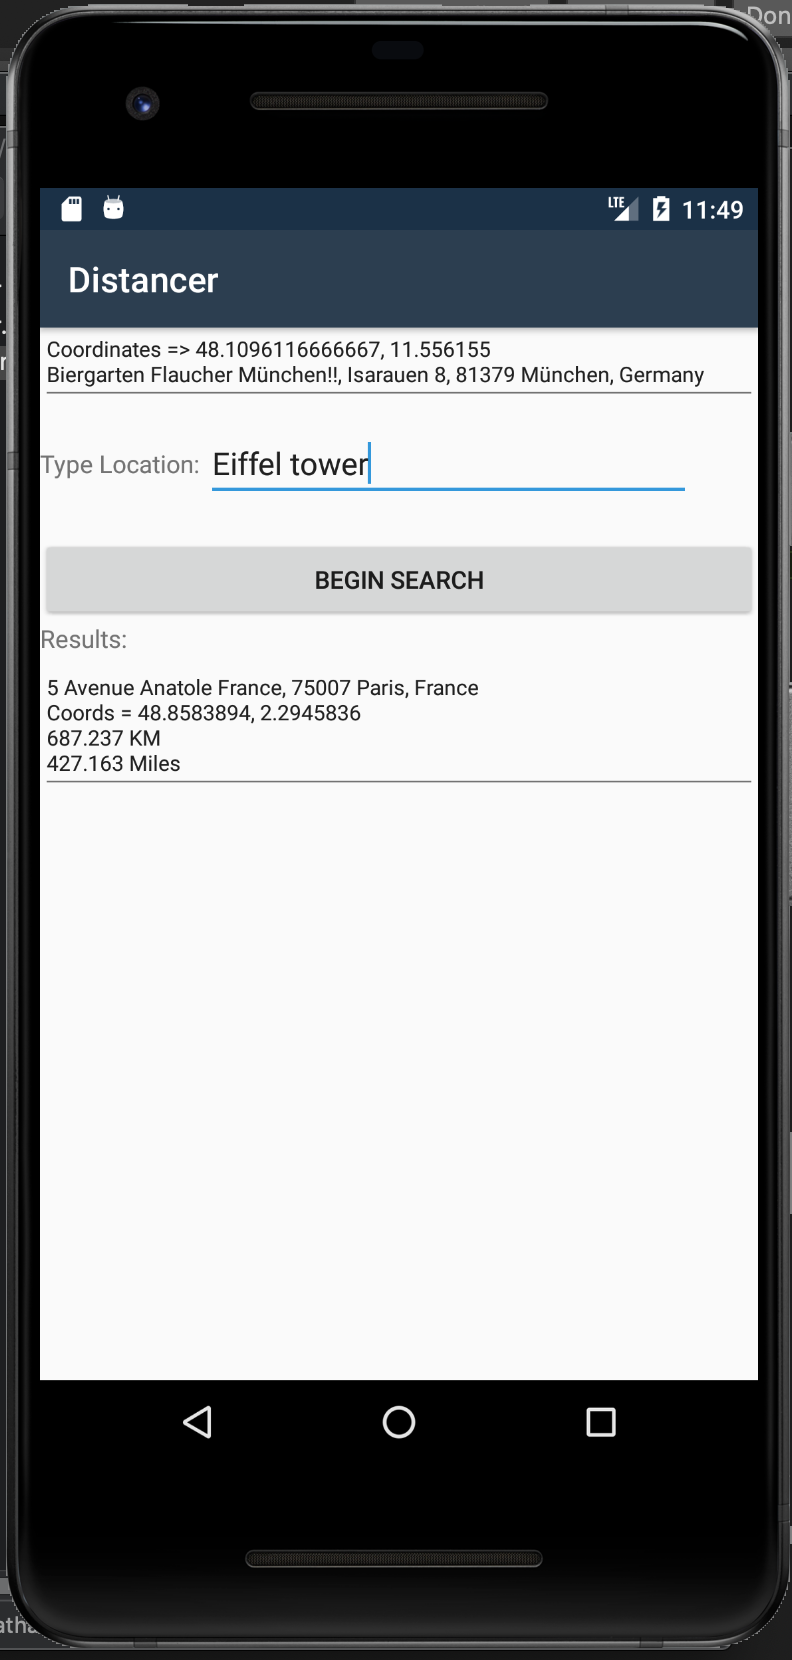 Don
LTE 11:49
Distancer
Coordinates => 48.1096116666667, 11.556155
Biergarten Flaucher München!!, Isarauen 8, 81379 München, Germany
Type Location: Eiffel tower
BEGIN SEARCH
Results:
5 Avenue Anatole France, 75007 Paris, France
Coords = 48.8583894, 2.2945836
687.237 KM
427.163 Miles